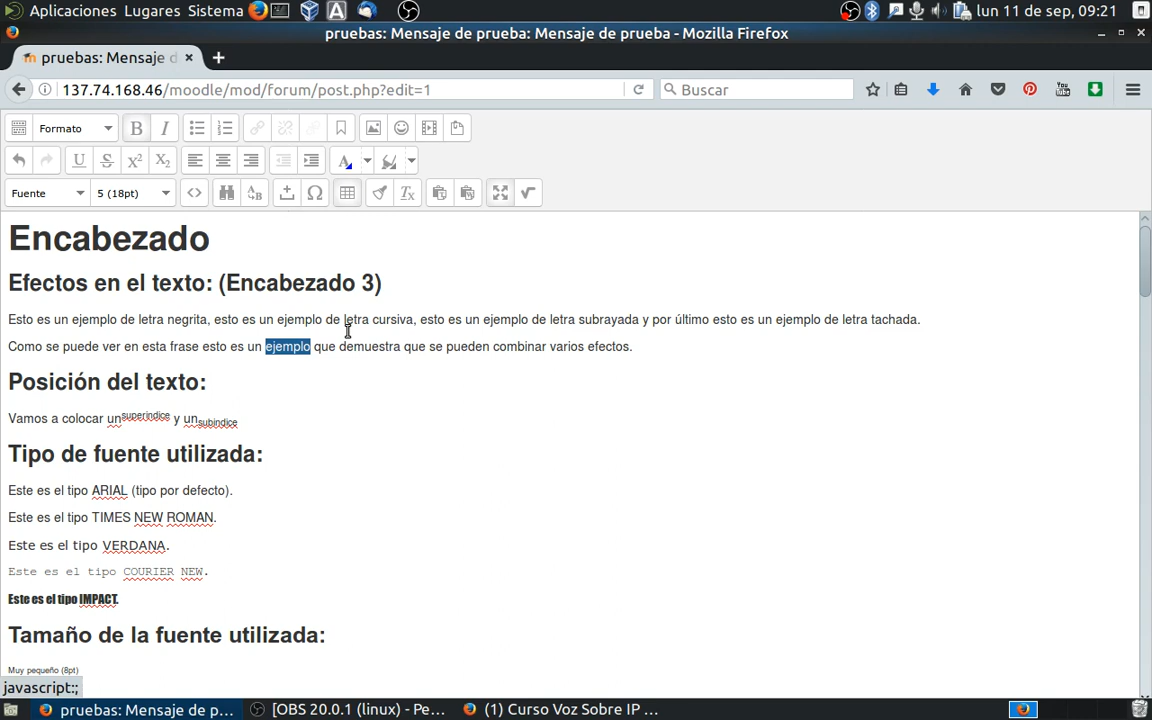 Aplicaciones Lugares Sistema
lun 11 de sep, 09:21
pruebas: Mensaje de prueba: Mensaje de prueba - Mozilla Firefox
pruebas: Mensaje d
137.74.168.46/moodle/mod/forum/post.php?edit=1
Buscar
You Tube
Formato
B I
U S X² X₂
A
Fuente
5 (18pt)
Encabezado
Efectos en el texto: (Encabezado 3)
Esto es un ejemplo de letra negrita, esto es un ejemplo de letra cursiva, esto es un ejemplo de letra subrayada y por último esto es un ejemplo de letra tachada.
Como se puede ver en esta frase esto es un ejemplo que demuestra que se pueden combinar varios efectos.
Posición del texto:
Vamos a colocar unsuperindice y un subindice
Tipo de fuente utilizada:
Este es el tipo ARIAL (tipo por defecto).
Este es el tipo TIMES NEW ROMAN.
Este es el tipo VERDANA.
Este es el tipo COURIER NEW.
Este es el tipo IMPACT.
Tamaño de la fuente utilizada:
Muy pequeño (8pt)
javascript:;
pruebas: Mensaje de p...
[OBS 20.0.1 (linux) - Pe...
(1) Curso Voz Sobre IP ...